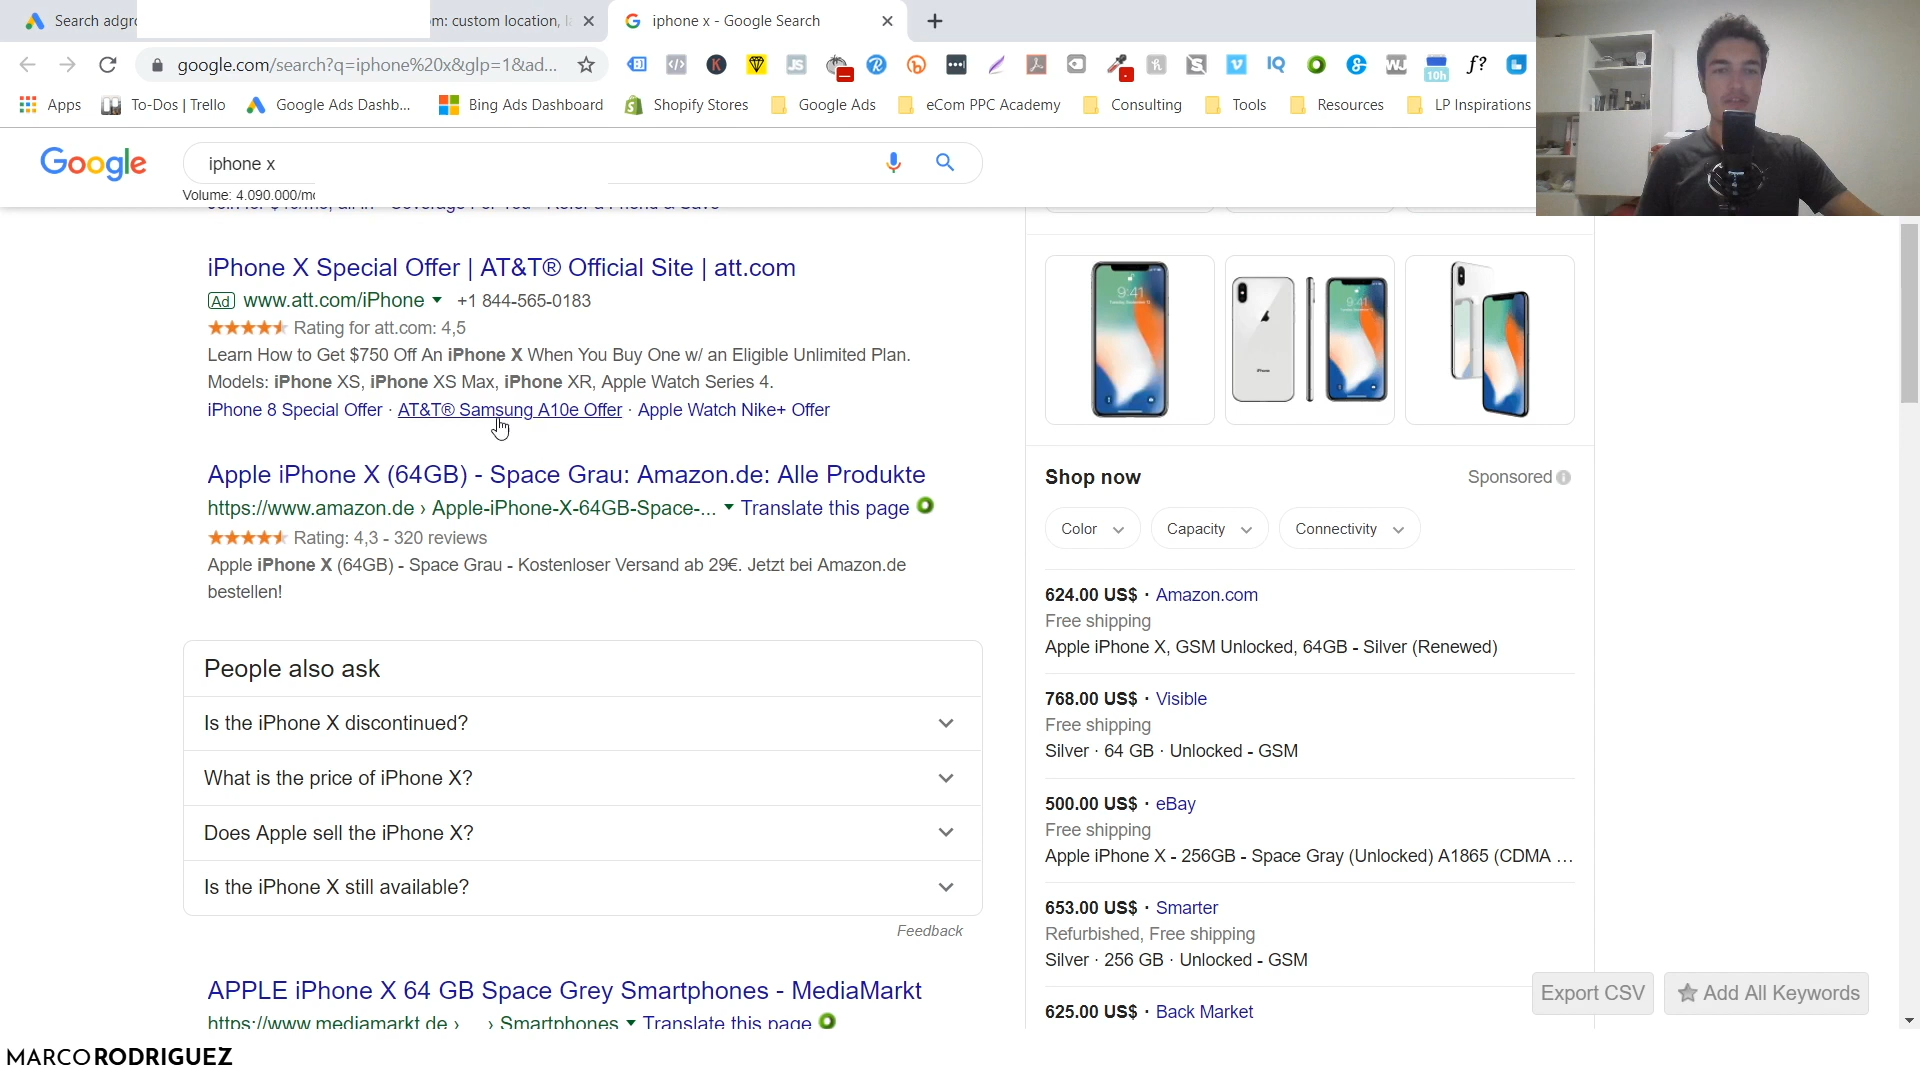 Search adgro
om: custom location, l
iphone x - Google Search
google.com/search?q=iphone%20x&glp=1&ad...
10h
Apps
To-Dos | Trello
Google Ads Dashb...
Bing Ads Dashboard
Shopify Stores
Google Ads
eCom PPC Academy
Consulting
Tools
Resources
LP Inspirations
Google
iphone x
Volume: 4.090.000/mo
iPhone X Special Offer | AT&T® Official Site | att.com
Ad www.att.com/iPhone +1 844-565-0183
Rating for att.com: 4,5
Learn How to Get $750 Off An iPhone X When You Buy One w/ an Eligible Unlimited Plan.
Models: iPhone XS, iPhone XS Max, iPhone XR, Apple Watch Series 4.
iPhone 8 Special Offer · AT&T® Samsung A10e Offer · Apple Watch Nike+ Offer
Apple iPhone X (64GB) - Space Grau: Amazon.de: Alle Produkte
https://www.amazon.de › Apple-iPhone-X-64GB-Space-... Translate this page
Rating: 4,3 - 320 reviews
Apple iPhone X (64GB) - Space Grau - Kostenloser Versand ab 29€. Jetzt bei Amazon.de
bestellen!
People also ask
Is the iPhone X discontinued?
What is the price of iPhone X?
Does Apple sell the iPhone X?
Is the iPhone X still available?
Feedback
APPLE iPhone X 64 GB Space Grey Smartphones - MediaMarkt
https://www.mediamarkt.de › ... › Smartphones Translate this page
9:41
9:41
9:41
Shop now
Sponsored
Color
Capacity
Connectivity
624.00 US$ · Amazon.com
Free shipping
Apple iPhone X, GSM Unlocked, 64GB - Silver (Renewed)
768.00 US$ · Visible
Free shipping
Silver · 64 GB · Unlocked - GSM
500.00 US$ · eBay
Free shipping
Apple iPhone X - 256GB - Space Gray (Unlocked) A1865 (CDMA ...
653.00 US$ · Smarter
Refurbished, Free shipping
Silver · 256 GB · Unlocked - GSM
625.00 US$ · Back Market
Export CSV
Add All Keywords
MARCO RODRIGUEZ